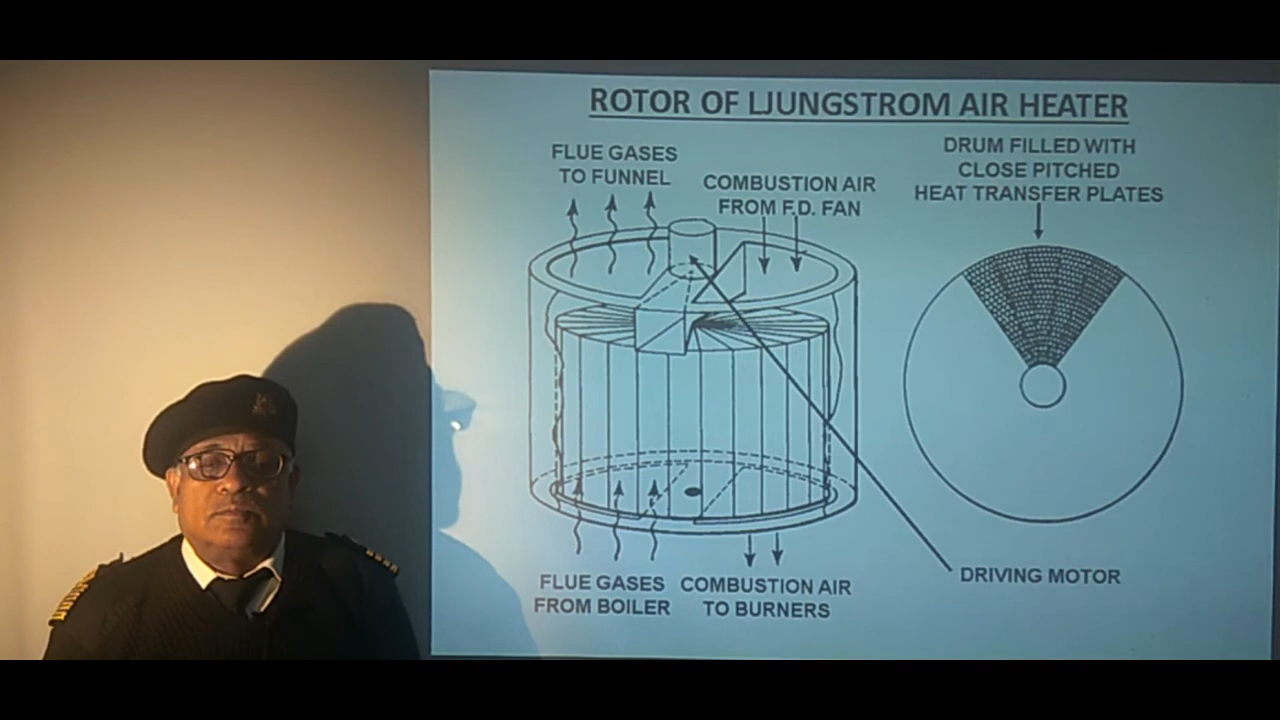 ROTOR OF LJUNGSTROM AIR HEATER
FLUE GASES
TO FUNNEL
COMBUSTION AIR
FROM F.D. FAN
DRUM FILLED WITH
CLOSE PITCHED
HEAT TRANSFER PLATES
FLUE GASES
FROM BOILER
COMBUSTION AIR
TO BURNERS
DRIVING MOTOR